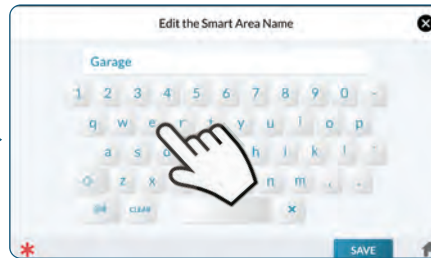 Edit the Smart Area Name
Garage
1 2 3 4 5 6 7 8 9 0 -
q w e r t y u i o p
a s d h j k l '
z x n m , .
CLEAR
SAVE